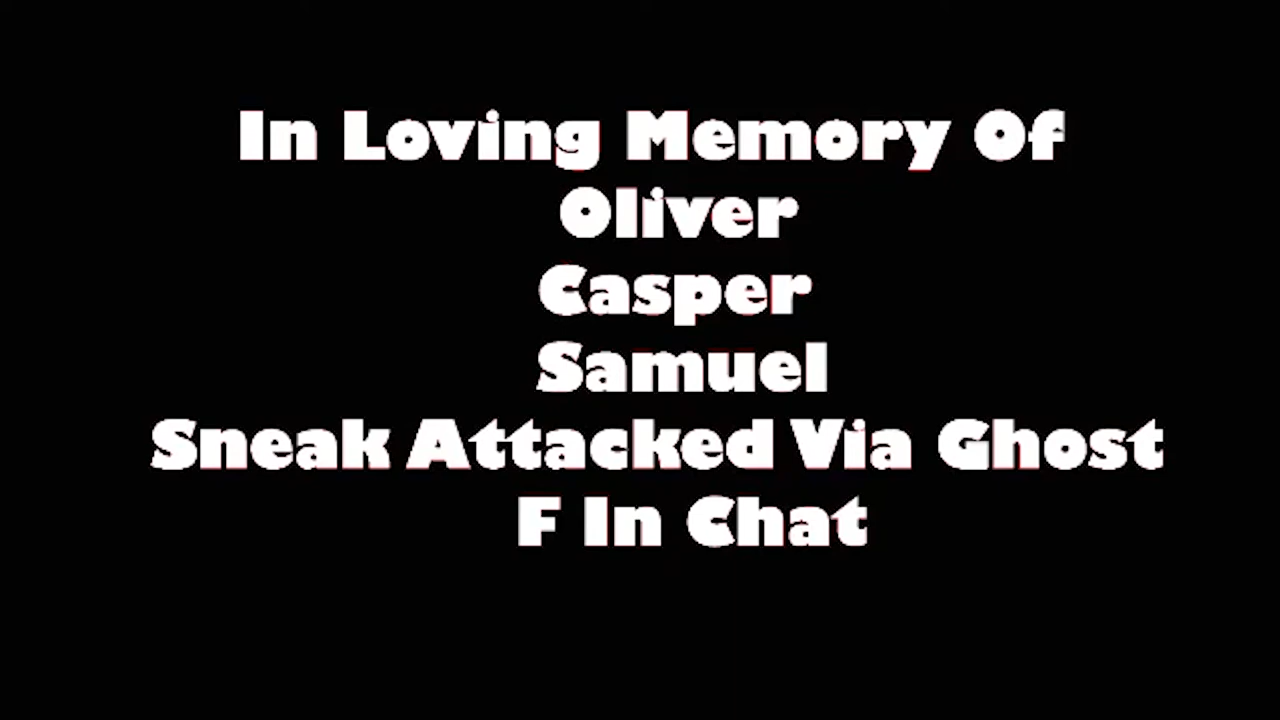 In Loving Memory Of
Oliver
Casper
Samuel
Sneak Attacked Via Ghost
F In Chat